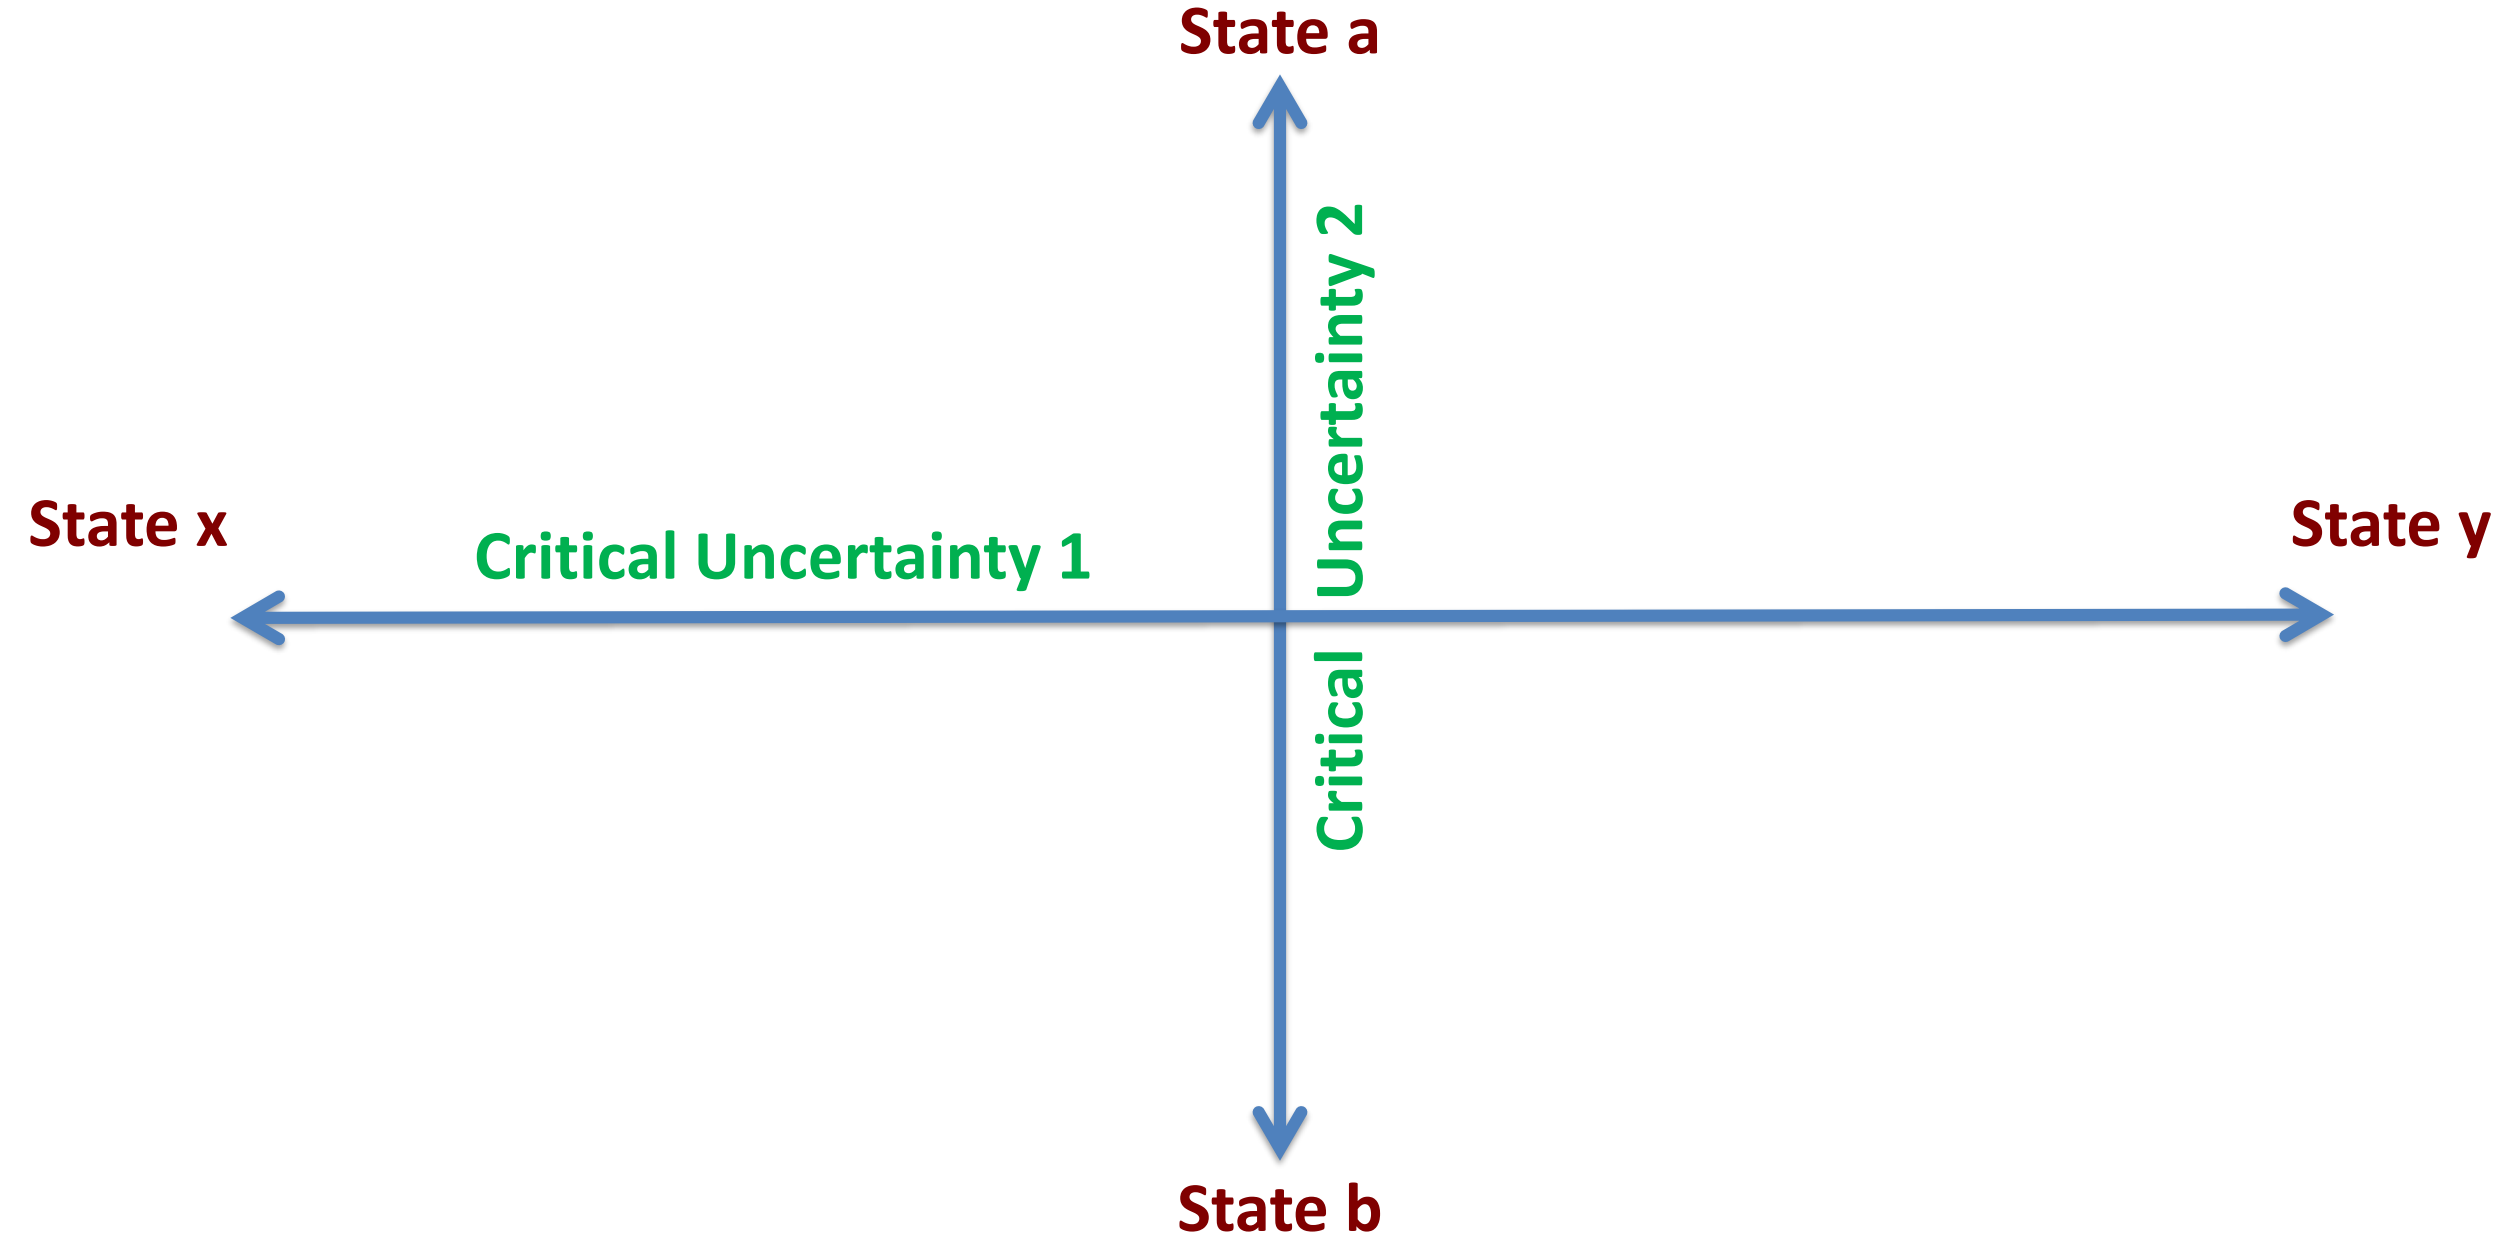 State a
Critical Uncertainty 2
State x
State y
Critical Uncertainty 1
State b